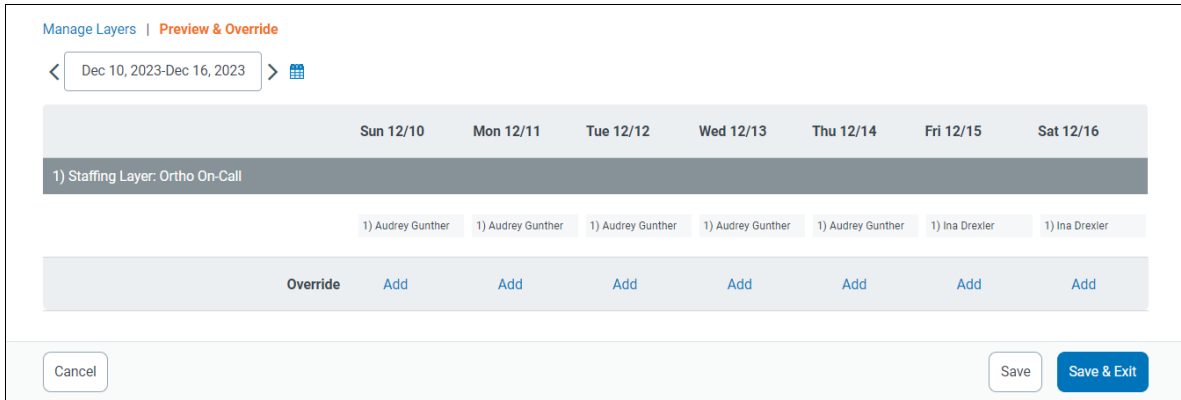 Manage Layers | Preview & Override
Dec 10, 2023-Dec 16, 2023
Sun 12/10 Mon 12/11 Tue 12/12 Wed 12/13 Thu 12/14 Fri 12/15 Sat 12/16
1) Staffing Layer: Ortho On-Call
1) Audrey Gunther 1) Audrey Gunther 1) Audrey Gunther 1) Audrey Gunther 1) Audrey Gunther 1) Ina Drexler 1) Ina Drexler
Override Add Add Add Add Add Add Add
Cancel Save Save & Exit